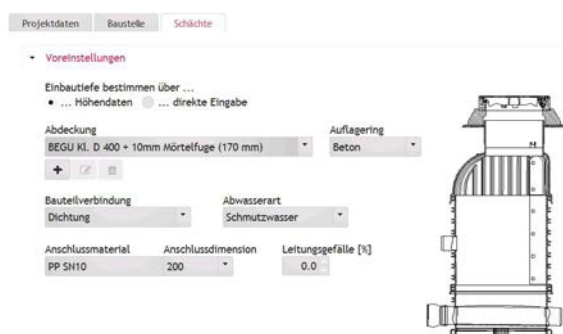 Projektdaten Baustelle Schächte
Voreinstellungen
Einbautiefe bestimmen über ...
... Höhendaten ... direkte Eingabe
Abdeckung Auflagering
BEGU Kl. D 400 + 10mm Mörtelfuge (170 mm) Beton
Bauteilverbindung Abwasserart
Dichtung Schmutzwasser
Anschlussmaterial Anschlussdimension Leitungsgefälle [%]
PP SN10 200 0.0